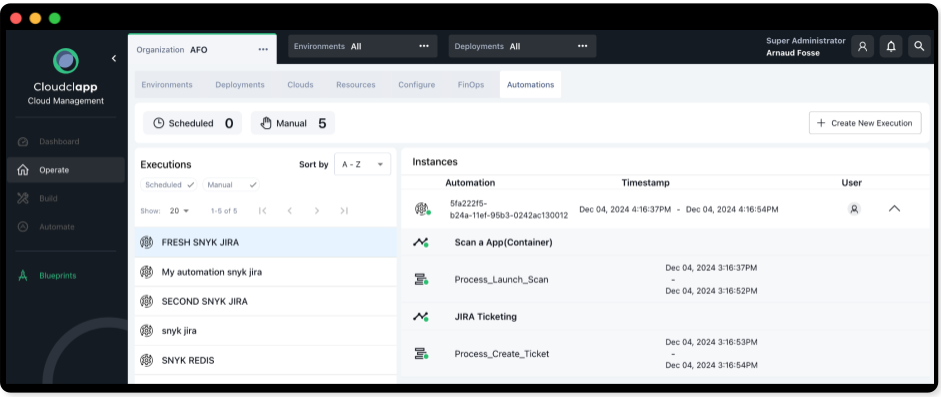 Organization AFO ...
Environments All ...
Deployments All ...
Super Administrator
Arnaud Fosse
Cloudclapp
Cloud Management
Dashboard
Operate
Build
Automate
Blueprints
Environments Deployments Clouds Resources Configure FinOps Automations
Scheduled 0
Manual 5
+ Create New Execution
Executions
Sort by A - Z
Scheduled
Manual
Show: 20 1-5 of 5
FRESH SNYK JIRA
My automation snyk jira
SECOND SNYK JIRA
snyk jira
SNYK REDIS
Instances
Automation Timestamp User
5fa222f5-
b24a-11ef-95b3-0242ac130012
Dec 04, 2024 4:16:37PM - Dec 04, 2024 4:16:54PM
Scan a App(Container)
Process_Launch_Scan
Dec 04, 2024 3:16:37PM
-
Dec 04, 2024 3:16:52PM
JIRA Ticketing
Process_Create_Ticket
Dec 04, 2024 3:16:53PM
-
Dec 04, 2024 3:16:54PM